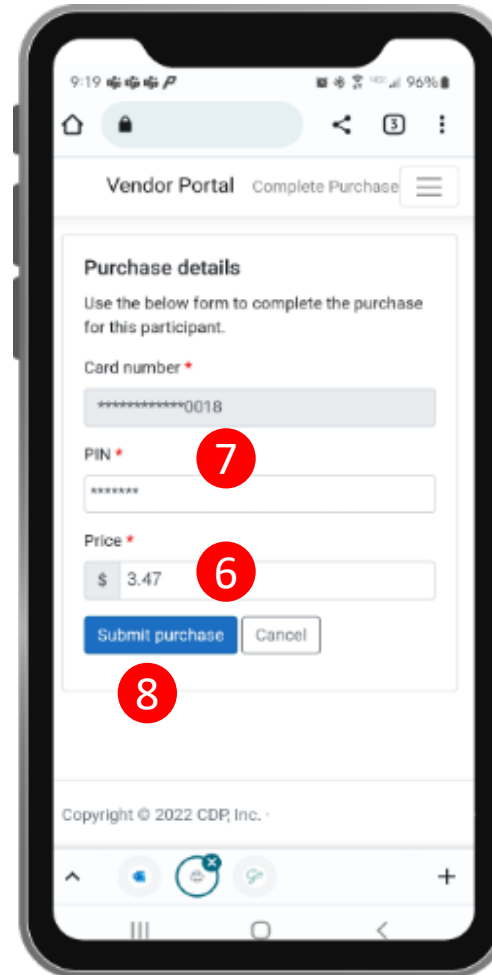 9:19 96%
3
Vendor Portal Complete Purchase
Purchase details
Use the below form to complete the purchase
for this participant.
Card number *
************0018
7
PIN *
*******
Price *
6
$ 3.47
Submit purchase Cancel
8
Copyright © 2022 CDP, Inc. ·